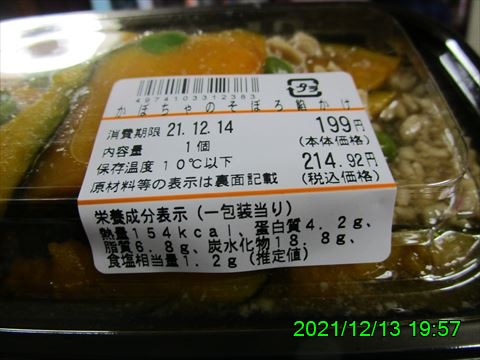 プラ
4974103312383
かぼちゃのそぼろ餡かけ
消費期限 21.12.14
199円
(本体価格)
内容量 1個
保存温度 10℃以下
214.92円
(税込価格)
原材料等の表示は裏面記載
栄養成分表示(一包装当り)
熱量154kcal、蛋白質4.2g、
脂質6.8g、炭水化物18.8g、
食塩相当量1.2g(推定値)
2021/12/13 19:57